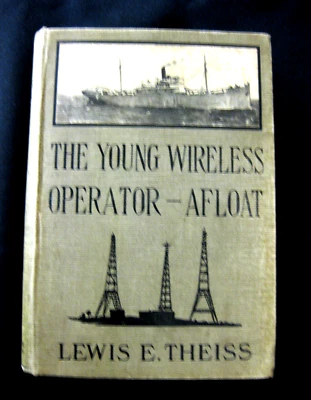 THE YOUNG WIRELESS
OPERATOR – AFLOAT
LEWIS E. THEISS